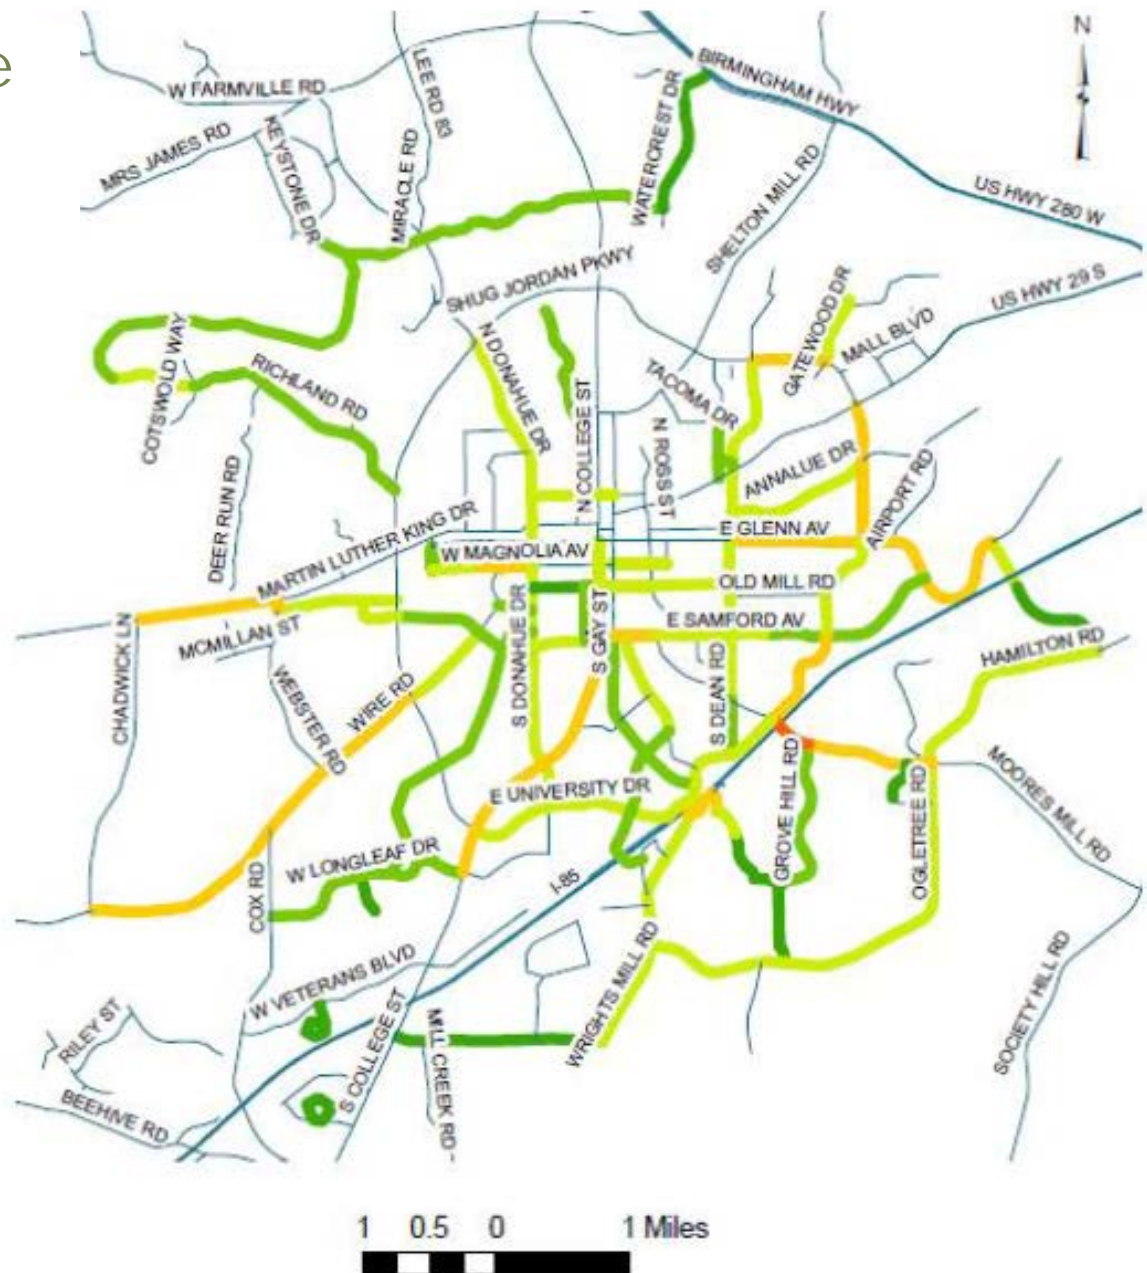 e
N
BIRMINGHAM HWY
W FARMVILLE RD
LEE RD 83
WATERCREST DR
KEYSTONE DR
MRS JAMES RD
MIRACLE RD
SHELTON MILL RD
US HWY 280 W
SHUG JORDAN PKWY
GATEWOOD DR
US HWY 29 S
MALL BLVD
N DONAHUE DR
COTSWOLD WAY
RICHLAND RD
TACOMA DR
N COLLEGE ST
N ROSS ST
DEER RUN RD
ANNALUE DR
AIRPORT RD
MARTIN LUTHER KING DR
E GLENN AV
W MAGNOLIA AV
OLD MILL RD
CHADWICK LN
MCMILLAN ST
S DONAHUE DR
S GAY ST
E SAMFORD AV
HAMILTON RD
WEBSTER RD
WIRE RD
S DEAN RD
GROVE HILL RD
MOORES MILL RD
E UNIVERSITY DR
OGLETREE RD
W LONGLEAF DR
COX RD
I-85
W VETERANS BLVD
WRIGHTS MILL RD
SOCIETY HILL RD
RILEY ST
S COLLEGE ST
MILL CREEK RD
BEEHIVE RD
1 0.5 0 1 Miles